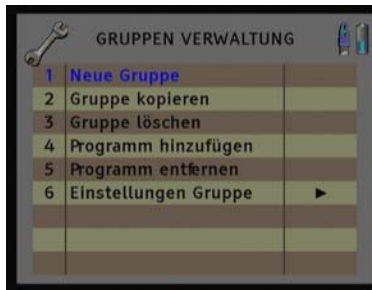 GRUPPEN VERWALTUNG
1 Neue Gruppe
2 Gruppe kopieren
3 Gruppe löschen
4 Programm hinzufügen
5 Programm entfernen
6 Einstellungen Gruppe ►